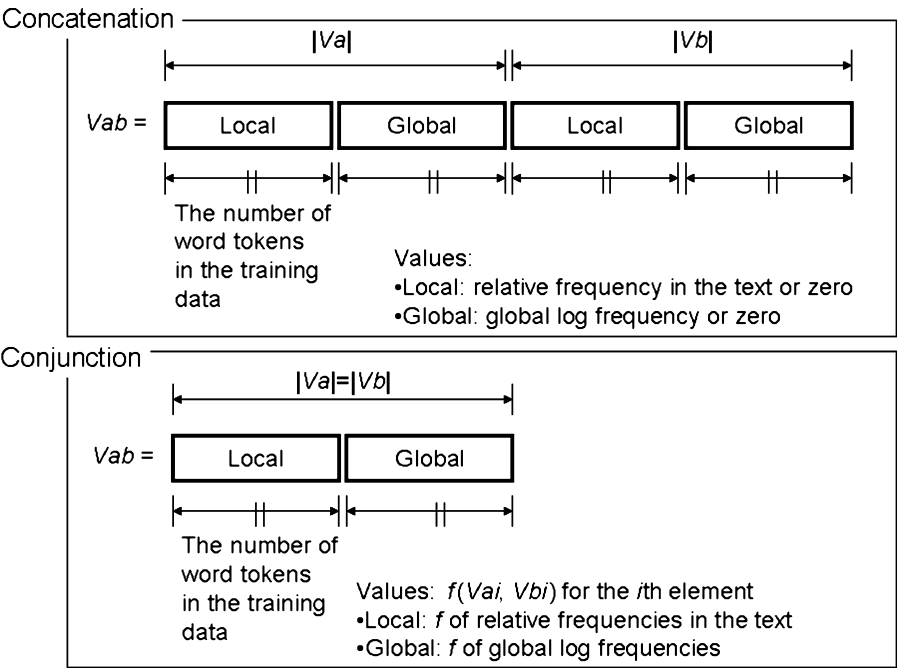 Concatenation
|Va| |Vb|
Vab = Local Global Local Global
The number of
word tokens
in the training
data
Values:
•Local: relative frequency in the text or zero
•Global: global log frequency or zero
Conjunction
|Va|=|Vb|
Vab = Local Global
The number of
word tokens
in the training
data
Values: f(Vai, Vbi) for the ith element
•Local: f of relative frequencies in the text
•Global: f of global log frequencies